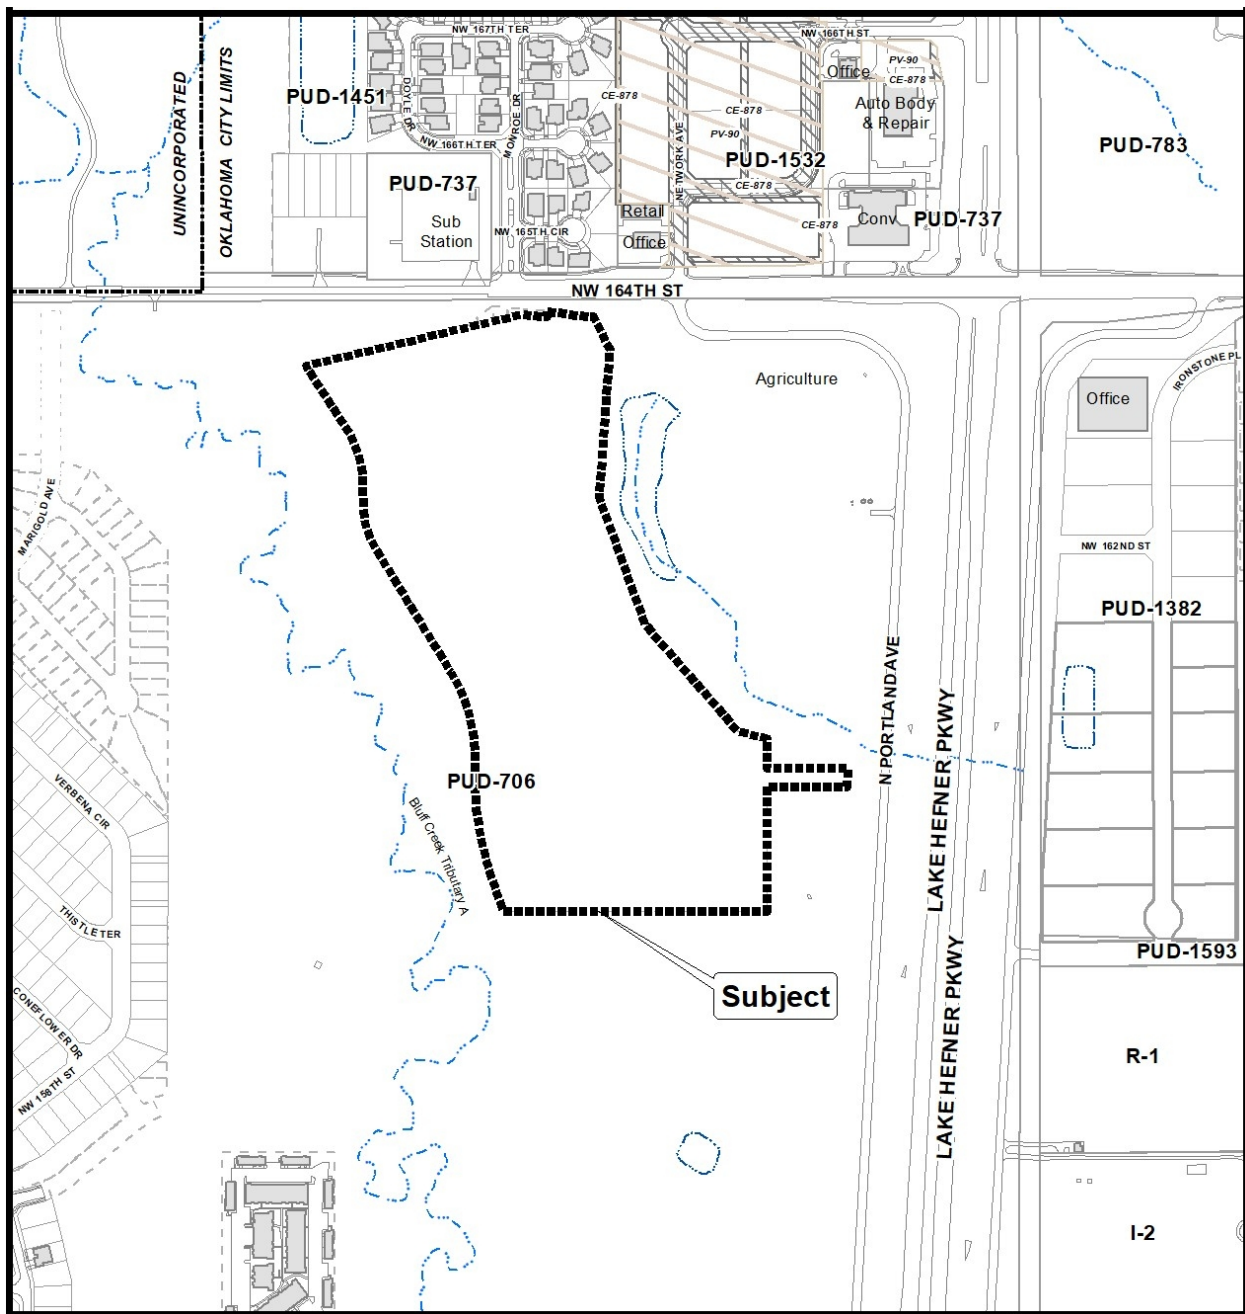 NW 167TH TER
NW 166TH ST
UNINCORPORATED
OKLAHOMA CITY LIMITS
PUD-1451
DOYLE DR
MONROE DR
NW 166TH TER
CE-878
PV-90
CE-878
Office
PV-90
CE-878
Auto Body
& Repair
NETWORK AVE
PUD-1532
CE-878
PUD-783
PUD-737
Sub
Station
NW 165TH CIR
Retail
Office
CE-878
Conv
PUD-737
NW 164TH ST
IRONSTONE PL
Agriculture
Office
MARIGOLD AVE
NW 162ND ST
PUD-1382
N PORTLAND AVE
LAKE HEFNER PKWY
PUD-706
VERBENA CIR
Bluff Creek Tributary A
THISTLE TER
PUD-1593
LAKE HEFNER PKWY
Subject
CONEFLOWER DR
NW 158TH ST
R-1
I-2